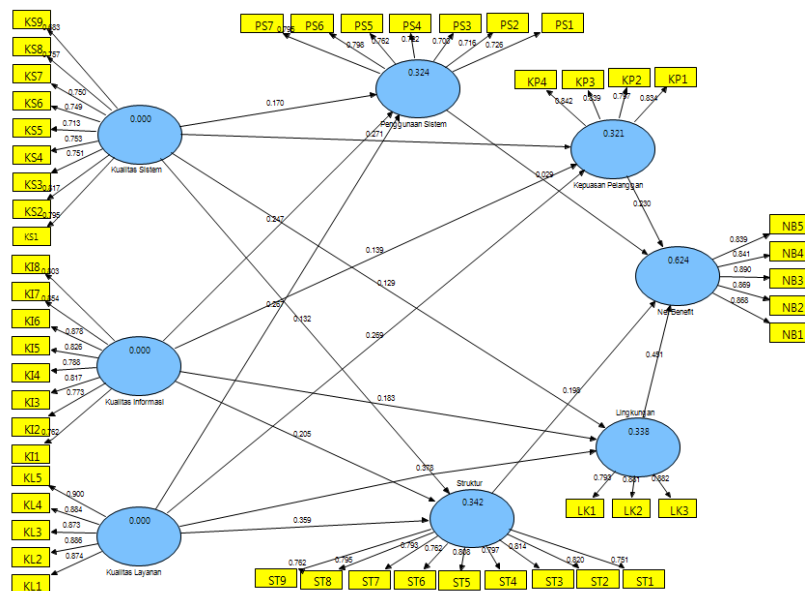 KS9
KS8
KS7
KS6
KS5
KS4
KS3
KS2
KS1
0.757
0.750
0.749
0.713
0.753
0.751
0.795
0.000
Kualitas Sistem
KI8
KI7
KI6
KI5
KI4
KI3
KI2
KI1
0.878
0.826
0.788
0.817
0.773
0.762
0.000
Kualitas Informasi
KL5
KL4
KL3
KL2
KL1
0.900
0.884
0.873
0.886
0.874
0.000
Kualitas Layanan
PS7
PS6
PS5
PS4
PS3
PS2
PS1
0.798
0.762
0.716
0.726
0.324
Penggunaan Sistem
KP4
KP3
KP2
KP1
0.842
0.834
0.321
Kepuasan Pelanggan
0.170
0.271
0.247
0.139
0.129
0.132
0.269
0.029
0.230
0.183
0.205
0.359
0.198
0.624
Net Benefit
NB5
NB4
NB3
NB2
NB1
0.839
0.841
0.890
0.869
0.868
Lingkungan
0.338
0.793
LK1
LK2
LK3
Struktur
0.342
0.762
0.795
0.793
0.762
0.797
0.814
0.820
0.751
ST9
ST8
ST7
ST6
ST5
ST4
ST3
ST2
ST1